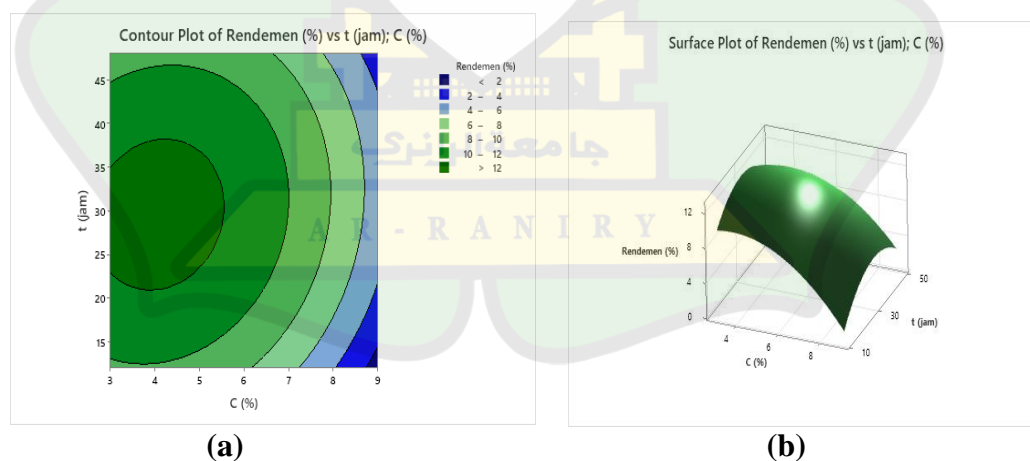 Contour Plot of Rendemen (%) vs t (jam); C (%)
Rendemen (%)
< 2
2 – 4
4 – 6
6 – 8
8 – 10
10 – 12
> 12
t (jam)
45
40
35
30
25
20
15
3 4 5 6 7 8 9
C (%)
Surface Plot of Rendemen (%) vs t (jam); C (%)
Rendemen (%)
12
8
4
0
4 6 8
C (%)
10
30
50
t (jam)
جامعة الرانري
AR-RANIRY
(a) (b)